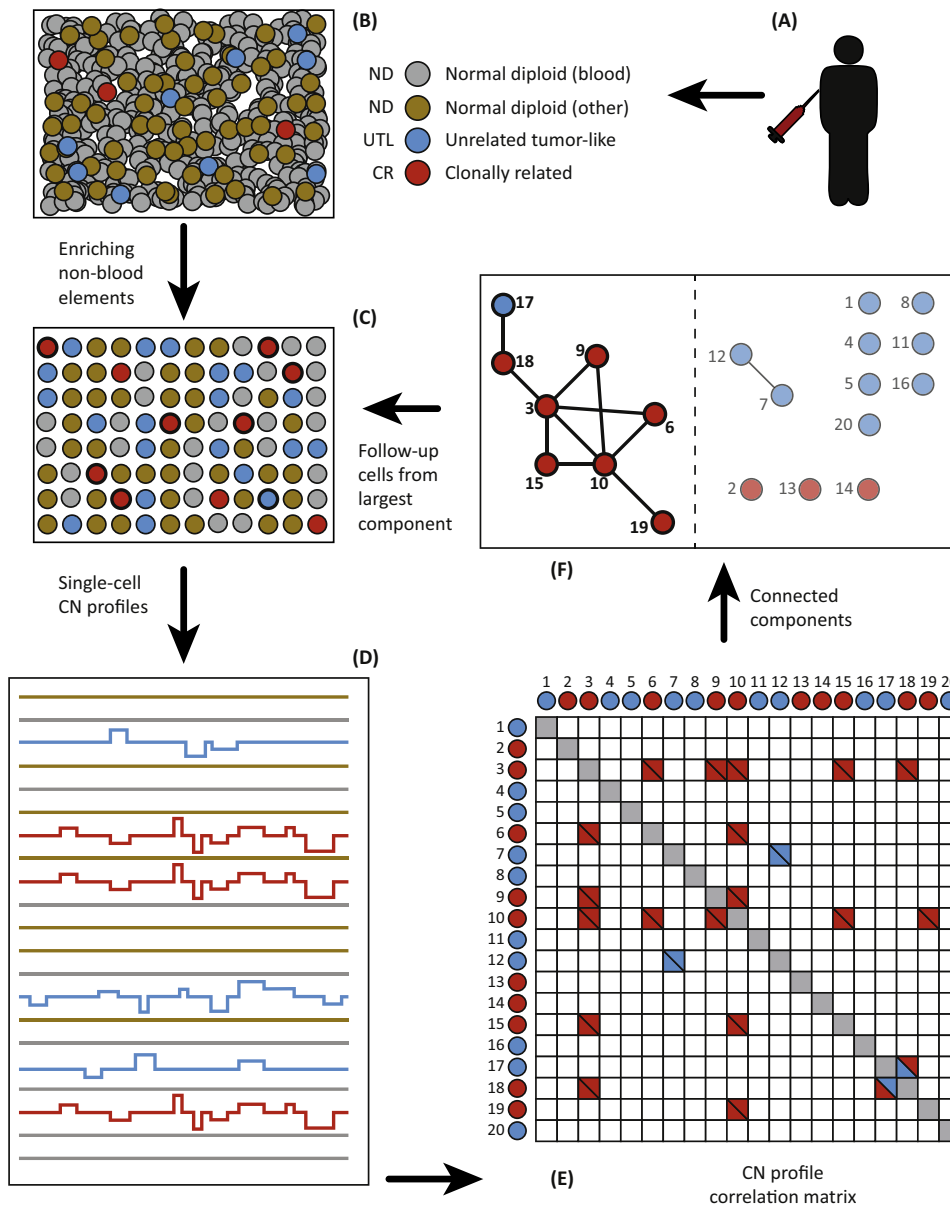 (B)
(A)
ND Normal diploid (blood)
ND Normal diploid (other)
UTL Unrelated tumor-like
CR Clonally related
Enriching
non-blood
elements
(C)
17
18
9
3
6
15
10
19
12
7
1 8
4 11
5 16
20
2 13 14
Follow-up
cells from
largest
component
(F)
Single-cell
CN profiles
Connected
components
(D)
1 2 3 4 5 6 7 8 9 10 11 12 13 14 15 16 17 18 19 20
1
2
3
4
5
6
7
8
9
10
11
12
13
14
15
16
17
18
19
20
(E)
CN profile
correlation matrix